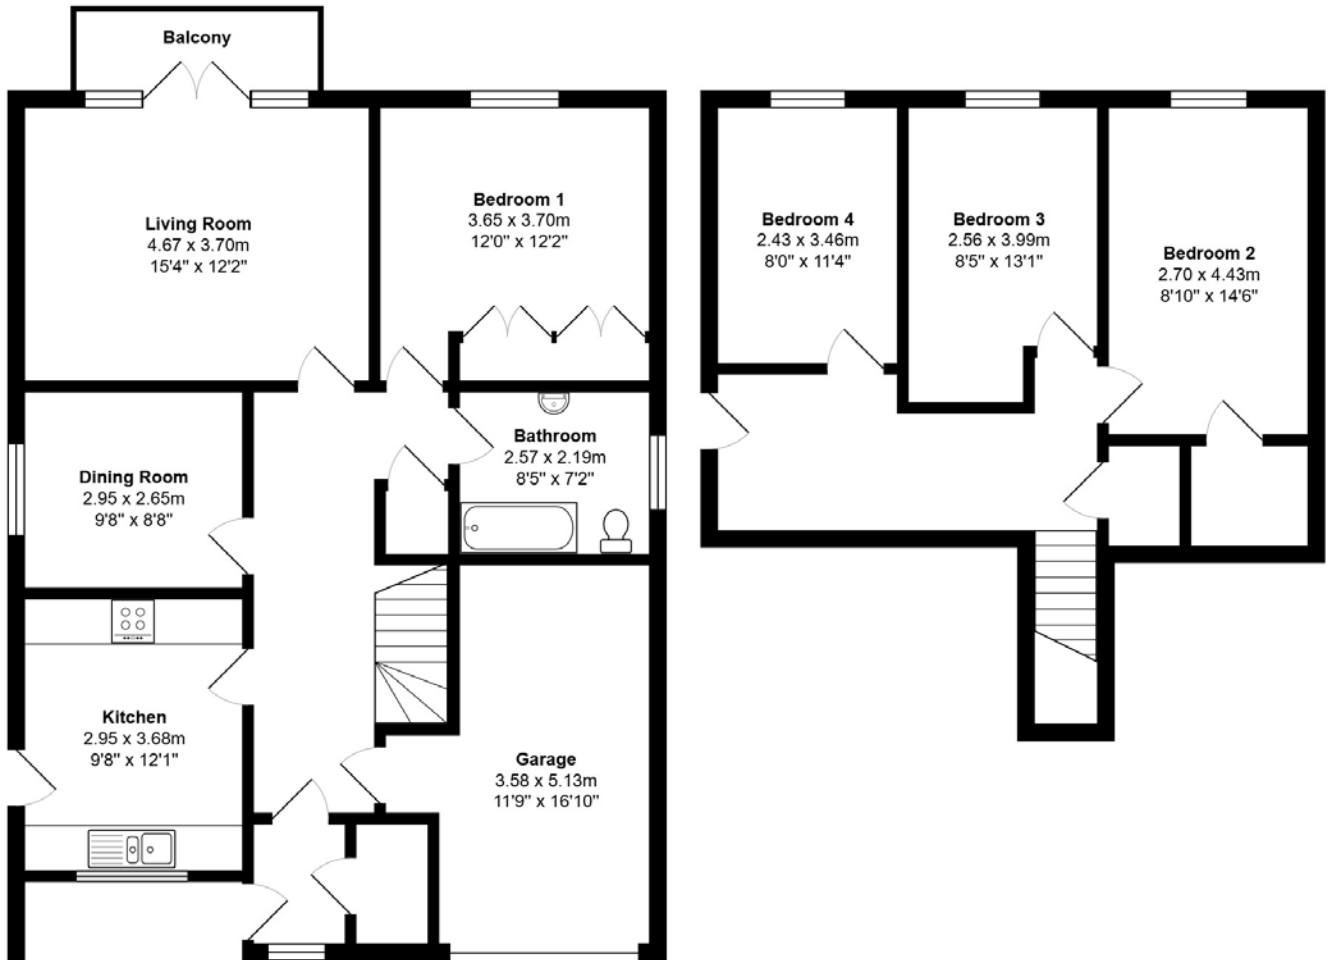 Balcony
Living Room
4.67 x 3.70m
15'4" x 12'2"
Bedroom 1
3.65 x 3.70m
12'0" x 12'2"
Bedroom 4
2.43 x 3.46m
8'0" x 11'4"
Bedroom 3
2.56 x 3.99m
8'5" x 13'1"
Bedroom 2
2.70 x 4.43m
8'10" x 14'6"
Dining Room
2.95 x 2.65m
9'8" x 8'8"
Bathroom
2.57 x 2.19m
8'5" x 7'2"
Kitchen
2.95 x 3.68m
9'8" x 12'1"
Garage
3.58 x 5.13m
11'9" x 16'10"